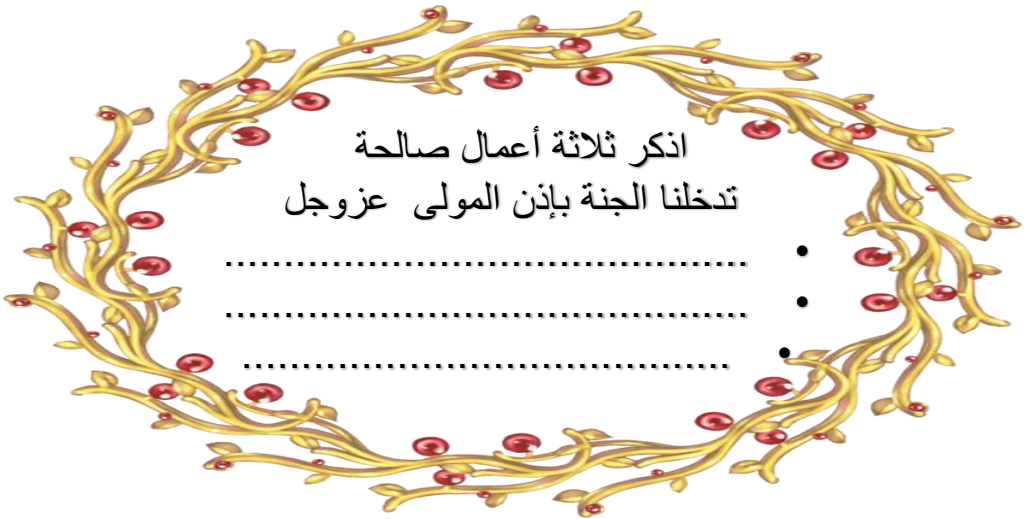 اذكر ثلاثة أعمال صالحة
تدخلنا الجنة بإذن المولى عزوجل
• ............................................
• ............................................
• .........................................